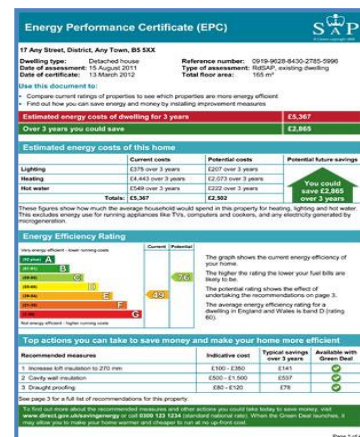 Energy Performance Certificate (EPC)
SAP
17 Any Street, District, Any Town, B5 5XX
Dwelling type: Detached house
Reference number: 0919-9628-8430-2785-5996
Date of assessment: 15 August 2011
Type of assessment: RdSAP, existing dwelling
Date of certificate: 13 March 2012
Total floor area: 165 m²
Use this document to:
• Compare current ratings of properties to see which properties are more energy efficient
• Find out how you can save energy and money by installing improvement measures
Estimated energy costs of dwelling for 3 years £5,367
Over 3 years you could save £2,865
Estimated energy costs of this home
Current costs Potential costs Potential future savings
Lighting £375 over 3 years £207 over 3 years
Heating £4,443 over 3 years £2,073 over 3 years
Hot water £549 over 3 years £222 over 3 years
Totals: £5,367 £2,502
You could
save £2,865
over 3 years
These figures show how much the average household would spend in this property for heating, lighting and hot water.
This excludes energy use for running appliances like TVs, computers and cookers, and any electricity generated by
microgeneration.
Energy Efficiency Rating
Very energy efficient - lower running costs
Current Potential
(92 plus) A
(81-91) B
(69-80) C
(55-68) D
(39-54) E
(21-38) F
(1-20) G
49
76
Not energy efficient - higher running costs
The graph shows the current energy efficiency of
your home.
The higher the rating the lower your fuel bills are
likely to be.
The potential rating shows the effect of
undertaking the recommendations on page 3.
The average energy efficiency rating for a
dwelling in England and Wales is band D (rating
60).
Top actions you can take to save money and make your home more efficient
Recommended measures Indicative cost Typical savings
over 3 years Available with
Green Deal
1 Increase loft insulation to 270 mm £100 - £350 £141
2 Cavity wall insulation £500 - £1,500 £537
3 Draught proofing £80 - £120 £78
See page 3 for a full list of recommendations for this property.
To find out more about the recommended measures and other actions you could take today to save money, visit
www.direct.gov.uk/savingenergy or call 0300 123 1234 (standard national rate). When the Green Deal launches, it
may allow you to make your home warmer and cheaper to run at no up-front cost.